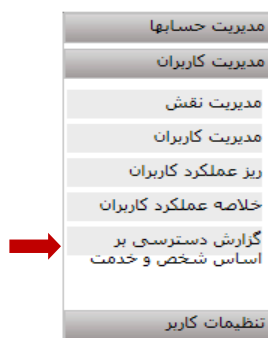 مدیریت حسابها
مدیریت کاربران
مدیریت نقش
مدیریت کاربران
ریز عملکرد کاربران
خلاصه عملکرد کاربران
گزارش دسترسی بر
اساس شخص و خدمت
تنظیمات کاربر